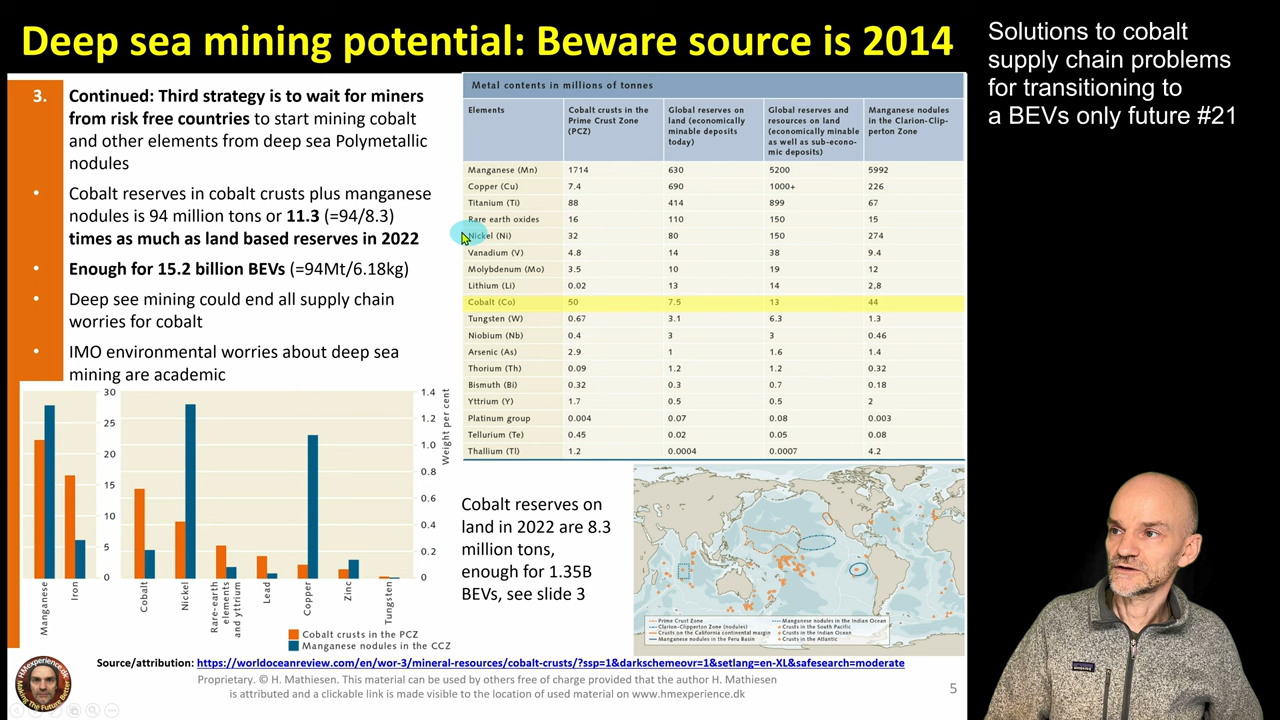 Deep sea mining potential: Beware source is 2014
Solutions to cobalt
supply chain problems
for transitioning to
a BEVs only future #21
3. Continued: Third strategy is to wait for miners
from risk free countries to start mining cobalt
and other elements from deep sea Polymetallic
nodules
• Cobalt reserves in cobalt crusts plus manganese
nodules is 94 million tons or 11.3 (=94/8.3)
times as much as land based reserves in 2022
• Enough for 15.2 billion BEVs (=94Mt/6.18kg)
• Deep see mining could end all supply chain
worries for cobalt
• IMO environmental worries about deep sea
mining are academic
Metal contents in millions of tonnes
Elements
Cobalt crusts in the
Prime Crust Zone
(PCZ)
Global reserves on
land (economically
minable deposits
today)
Global reserves and
resources on land
(economically minable
as well as sub-econo-
mic deposits)
Manganese nodules
in the Clarion-Clip-
perton Zone
Manganese (Mn) 1714 630 5200 5992
Copper (Cu) 7.4 690 1000+ 226
Titanium (Ti) 88 414 899 67
Rare earth oxides 16 110 150 15
Nickel (Ni) 32 80 150 274
Vanadium (V) 4.8 14 38 9.4
Molybdenum (Mo) 3.5 10 19 12
Lithium (Li) 0.02 13 14 2,8
Cobalt (Co) 50 7.5 13 44
Tungsten (W) 0.67 3.1 6.3 1.3
Niobium (Nb) 0.4 3 3 0.46
Arsenic (As) 2.9 1 1.6 1.4
Thorium (Th) 0.09 1.2 1.2 0.32
Bismuth (Bi) 0.32 0.3 0.7 0.18
Yttrium (Y) 1.7 0.5 0.5 2
Platinum group 0.004 0.07 0.08 0.003
Tellurium (Te) 0.45 0.02 0.05 0.08
Thallium (Tl) 1.2 0.0004 0.0007 4.2
30
25
20
15
10
5
0
1.4
1.2
1.0
0.8
0.6
0.4
0.2
0
Weight per cent
Manganese
Iron
Cobalt
Nickel
Rare-earth
elements
and yttrium
Lead
Copper
Zinc
Tungsten
Cobalt crusts in the PCZ
Manganese nodules in the CCZ
Cobalt reserves on
land in 2022 are 8.3
million tons,
enough for 1.35B
BEVs, see slide 3
Prime Crust Zone
Clarion-Clipperton Zone (nodules)
Crusts on the California continental margin
Manganese nodules in the Peru Basin
Manganese nodules in the Indian Ocean
Crusts in the South Pacific
Crusts in the Indian Ocean
Crusts in Atlantic
Source/attribution: https://worldoceanreview.com/en/wor-3/mineral-resources/cobalt-crusts/?ssp=1&darkschemeovr=1&setlang=en-XL&safesearch=moderate
Proprietary. © H. Mathiesen. This material can be used by others free of charge provided that the author H. Mathiesen
is attributed and a clickable link is made visible to the location of used material on www.hmexperience.dk
5
HMexperience.dk
Making The Future Better